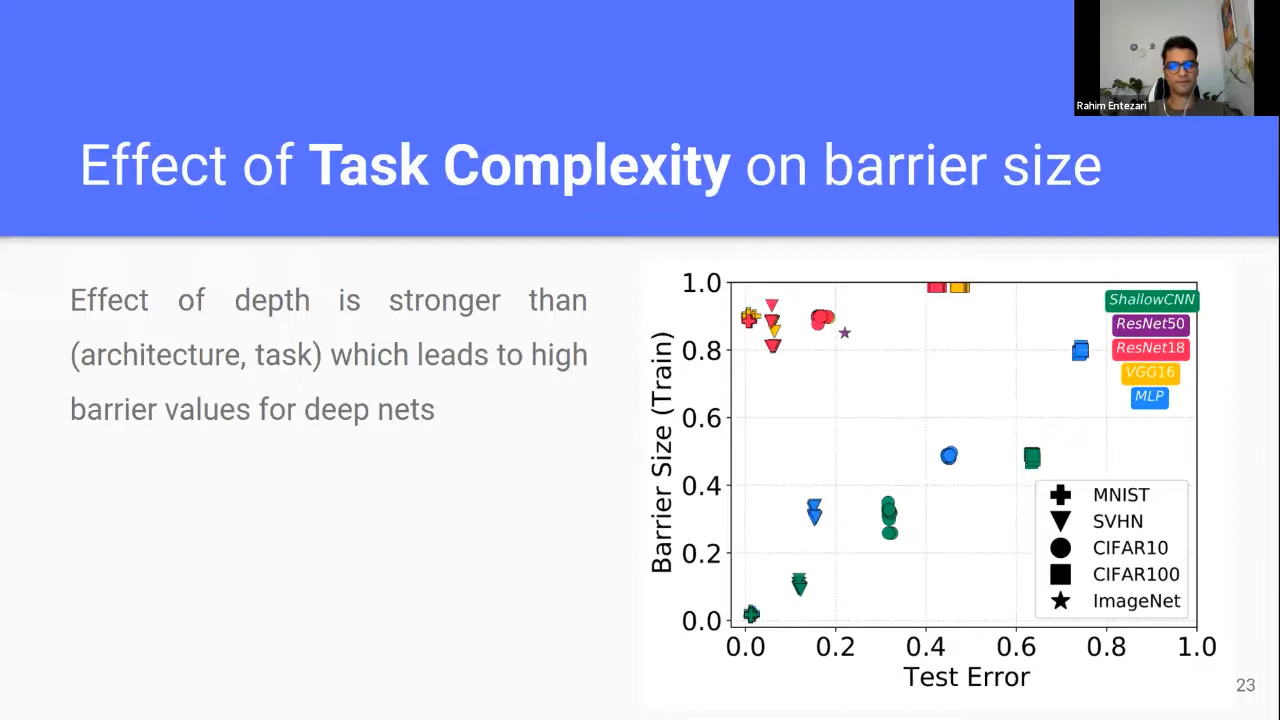 Rahim Entezari
Effect of Task Complexity on barrier size
Effect of depth is stronger than
(architecture, task) which leads to high
barrier values for deep nets
1.0
0.8
0.6
0.4
0.2
0.0
Barrier Size (Train)
0.0 0.2 0.4 0.6 0.8 1.0
Test Error
ShallowCNN
ResNet50
ResNet18
VGG16
MLP
MNIST
SVHN
CIFAR10
CIFAR100
ImageNet
23